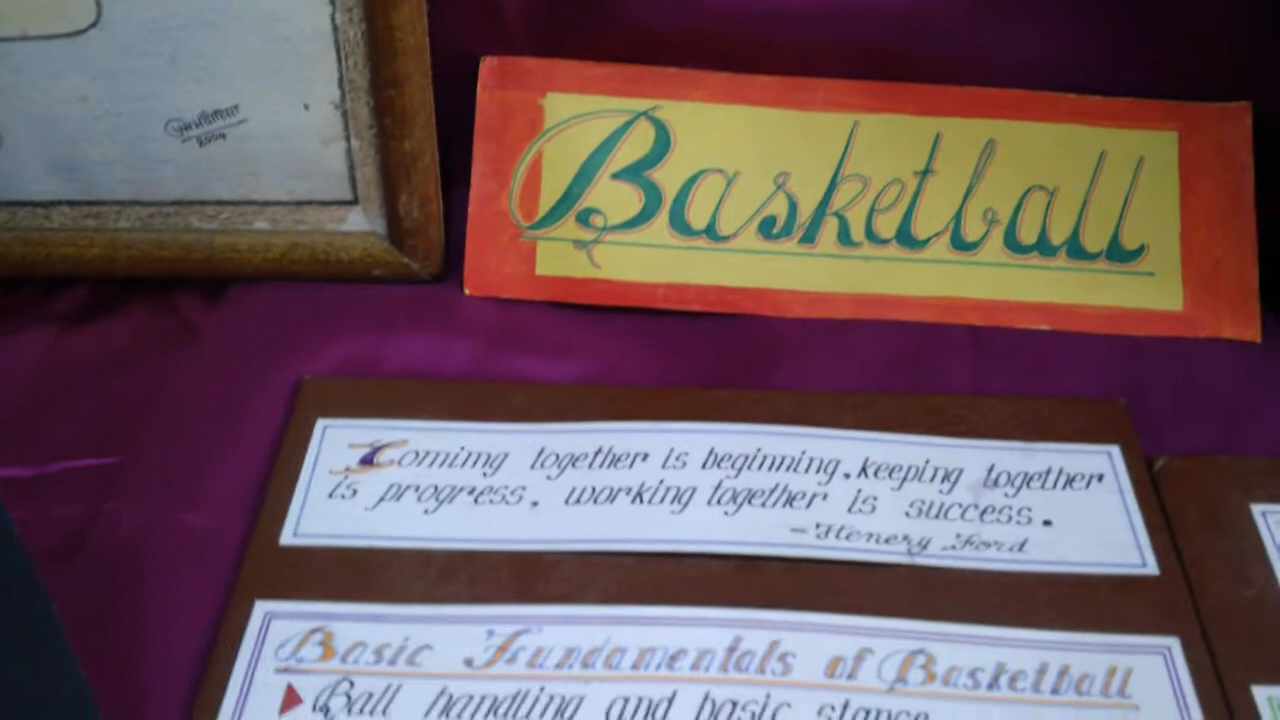 2004
Basketball
Coming together is beginning, keeping together
is progress, working together is success.
- Henery Ford
Basic Fundamentals of Basketball
Ball handling and basic stance